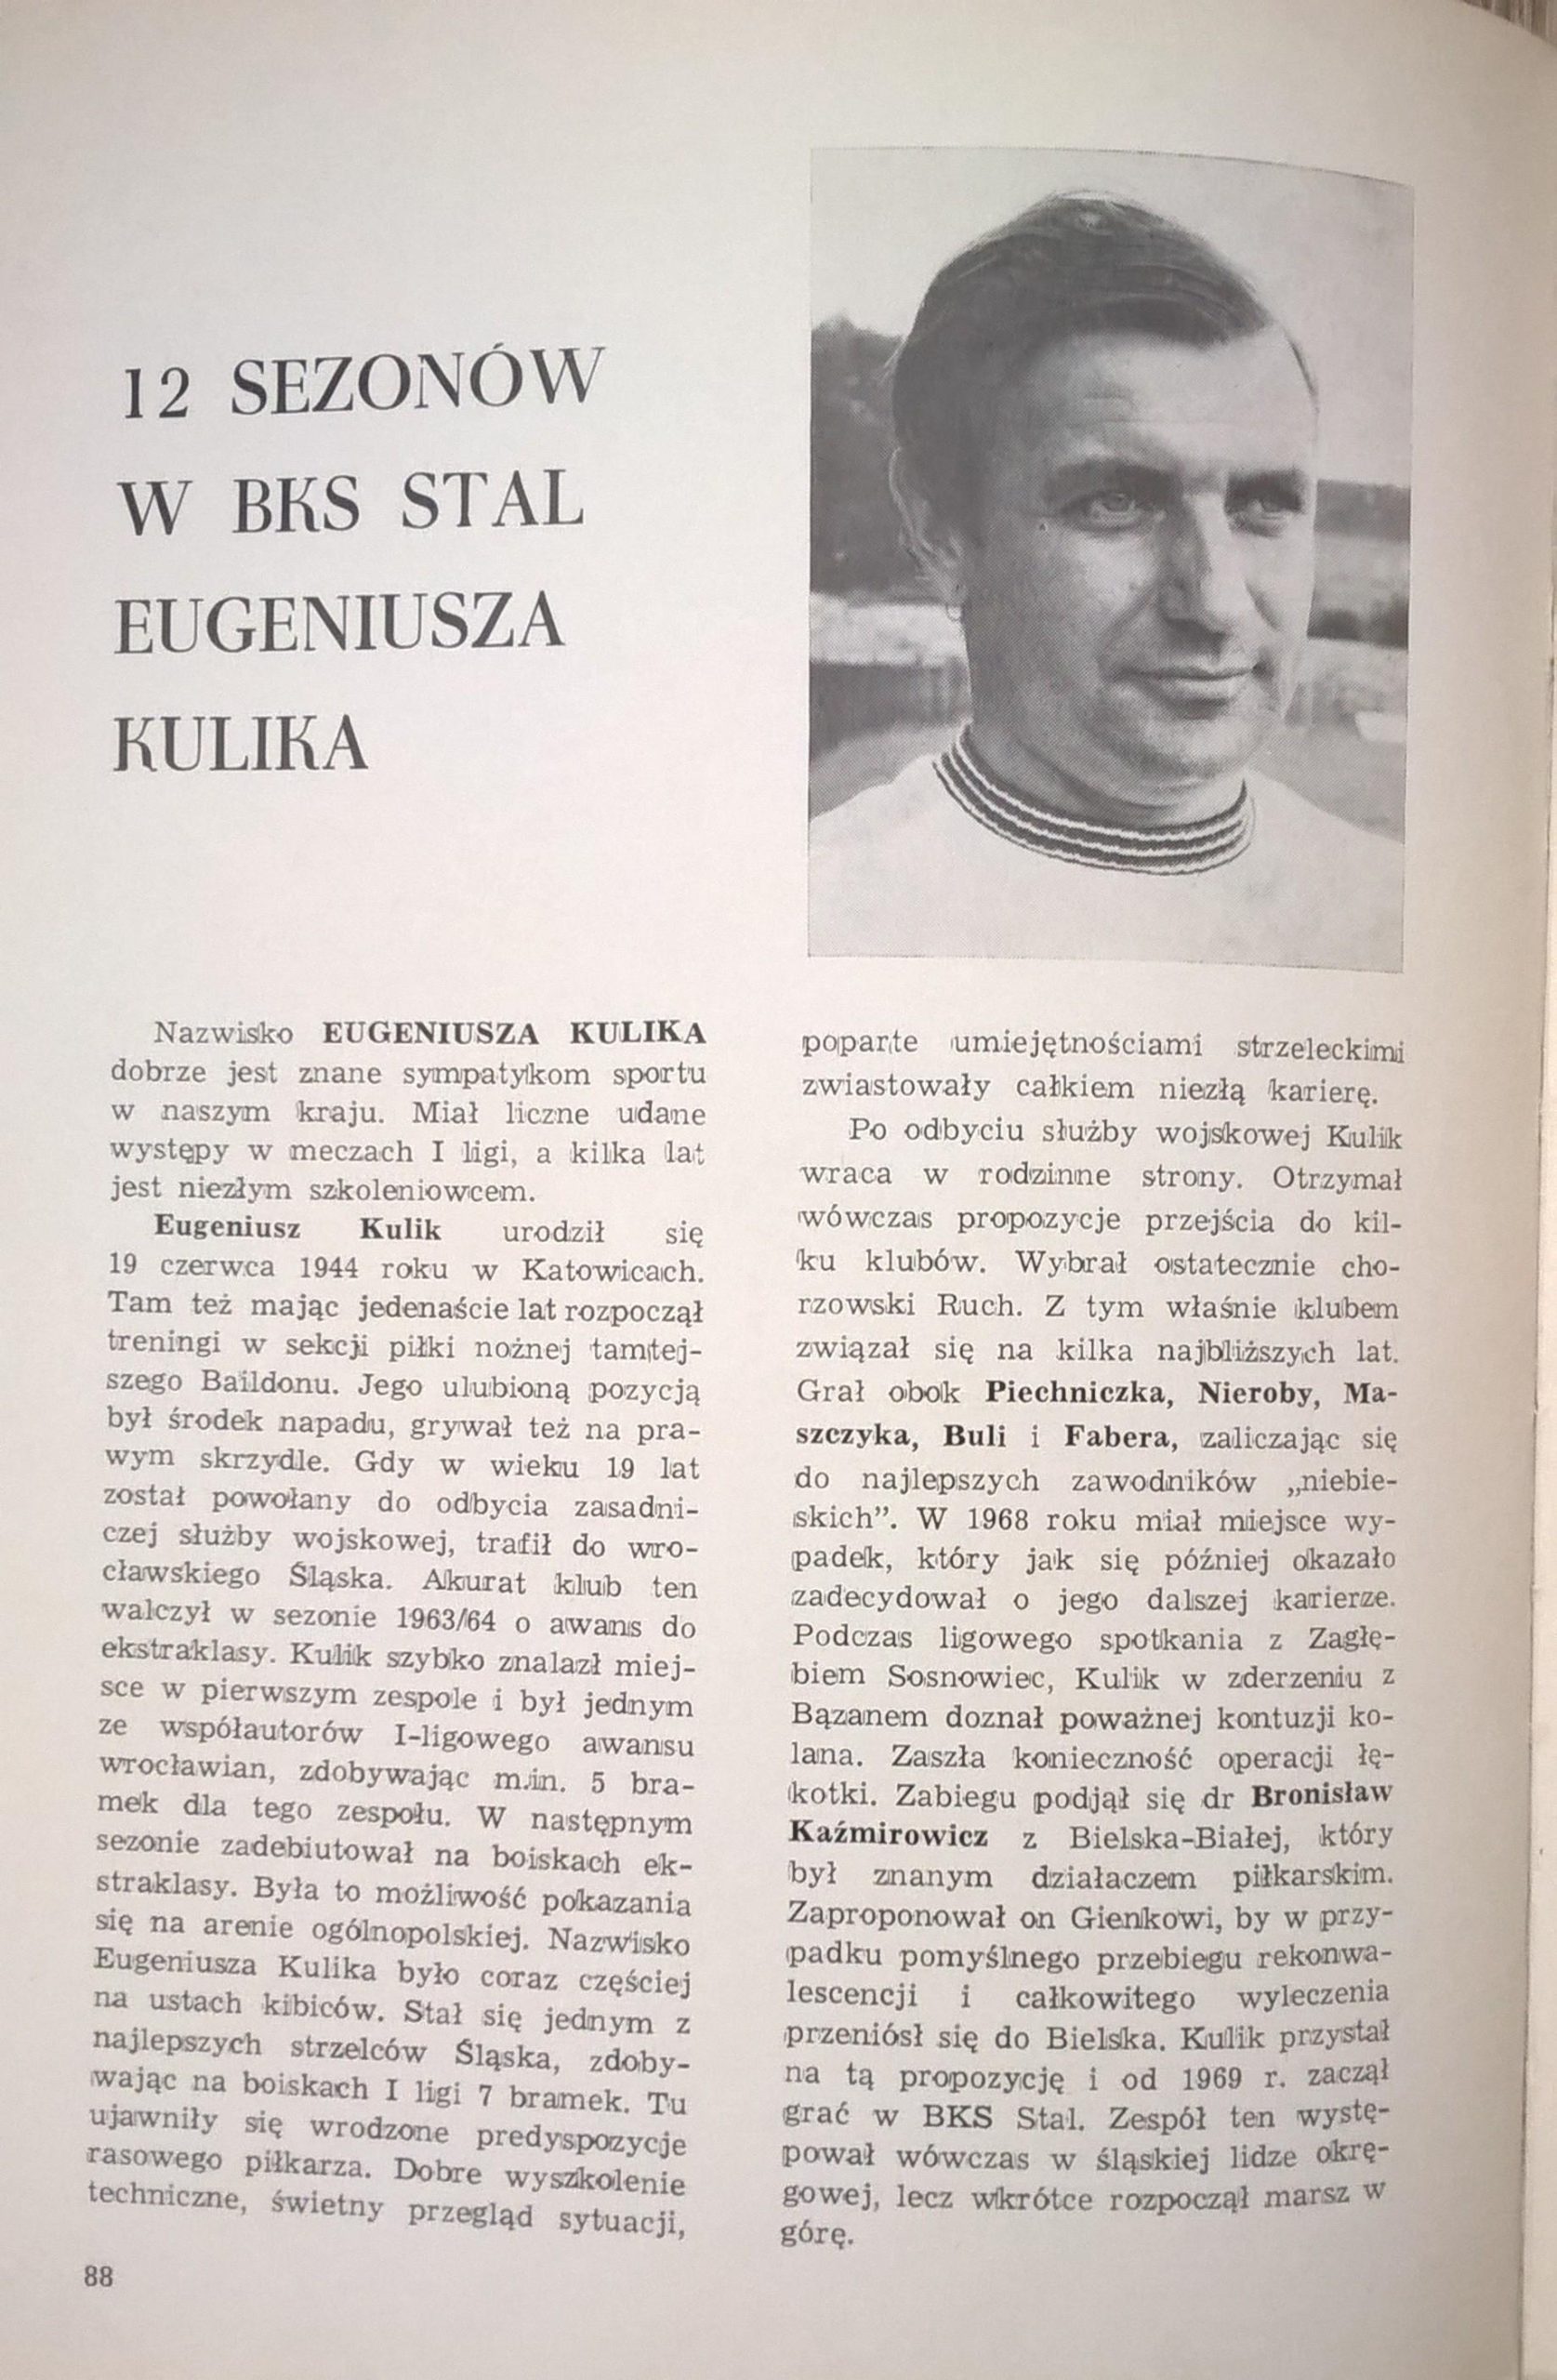 12 SEZONÓW
W BKS STAL
EUGENIUSZA
KULIKA
Nazwisko EUGENIUSZA KULIKA
dobrze jest znane sympatykom sportu
w naszym kraju. Miał liczne udane
występy w meczach I ligi, a kilka lat
jest niezłym szkoleniowcem.
Eugeniusz Kulik urodził się
19 czerwca 1944 roku w Katowicach.
Tam też mając jedenaście lat rozpoczął
treningi w sekcji piłki nożnej tamtej-
szego Baildonu. Jego ulubioną pozycją
był środek napadu, grywał też na pra-
wym skrzydle. Gdy w wieku 19 lat
został powołany do odbycia zasadni-
czej służby wojskowej, trafił do wro-
cławskiego Śląska. Akurat klub ten
walczył w sezonie 1963/64 o awans do
ekstraklasy. Kulik szybko znalazł miej-
sce w pierwszym zespole i był jednym
ze współautorów I-ligowego awansu
wrocławian, zdobywając m.in. 5 bra-
mek dla tego zespołu. W następnym
sezonie zadebiutował na boiskach ek-
straklasy. Była to możliwość pokazania
się na arenie ogólnopolskiej. Nazwisko
Eugeniusza Kulika było coraz częściej
na ustach kibiców. Stał się jednym z
najlepszych strzelców Śląska, zdoby-
wając na boiskach I ligi 7 bramek. Tu
ujawniły się wrodzone predyspozycje
rasowego piłkarza. Dobre wyszkolenie
techniczne, świetny przegląd sytuacji,
88
poparte umiejętnościami strzeleckimi
zwiastowały całkiem niezłą karierę.
Po odbyciu służby wojskowej Kulik
wraca w rodzinne strony. Otrzymał
wówczas propozycje przejścia do kil-
ku klubów. Wybrał ostatecznie cho-
rzowski Ruch. Z tym właśnie klubem
związał się na kilka najbliższych lat.
Grał obok Piechniczka, Nieroby, Ma-
szczyka, Buli i Fabera, zaliczając się
do najlepszych zawodników „niebie-
skich”. W 1968 roku miał miejsce wy-
padek, który jak się później okazało
zadecydował o jego dalszej karierze.
Podczas ligowego spotkania z Zagłę-
biem Sosnowiec, Kulik w zderzeniu z
Bązanem doznał poważnej kontuzji ko-
lana. Zaszła konieczność operacji łę-
kotki. Zabiegu podjął się dr Bronisław
Kaźmirowicz z Bielska-Białej, który
był znanym działaczem piłkarskim.
Zaproponował on Gienkowi, by w przy-
padku pomyślnego przebiegu rekonwa-
lescencji i całkowitego wyleczenia
przeniósł się do Bielska. Kulik przystał
na tą propozycję i od 1969 r. zaczął
grać w BKS Stal. Zespół ten wystę-
pował wówczas w śląskiej lidze okrę-
gowej, lecz wkrótce rozpoczął marsz w
górę.